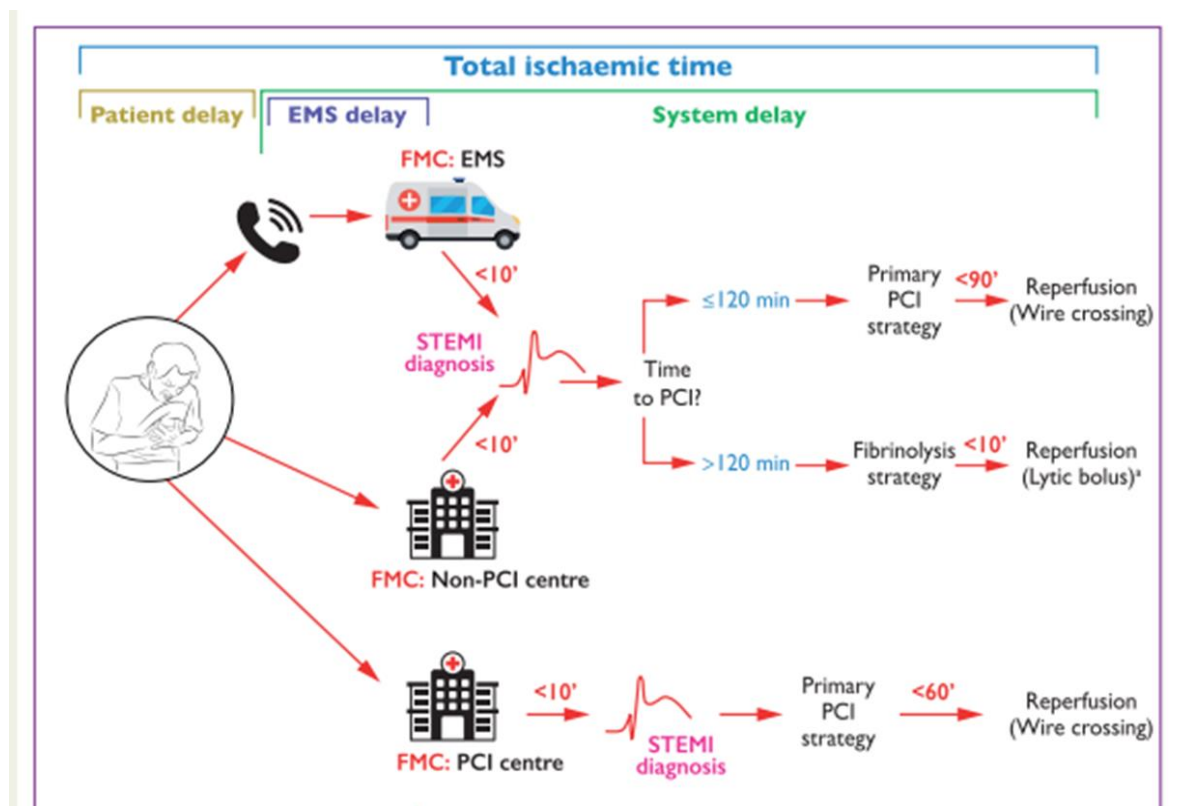 Total ischaemic time
Patient delay
EMS delay
System delay
FMC: EMS
<10'
STEMI
diagnosis
<10'
Time
to PCI?
≤120 min
Primary
PCI
strategy
<90'
Reperfusion
(Wire crossing)
>120 min
Fibrinolysis
strategy
<10'
Reperfusion
(Lytic bolus)ª
FMC: Non-PCI centre
FMC: PCI centre
<10'
STEMI
diagnosis
Primary
PCI
strategy
<60'
Reperfusion
(Wire crossing)